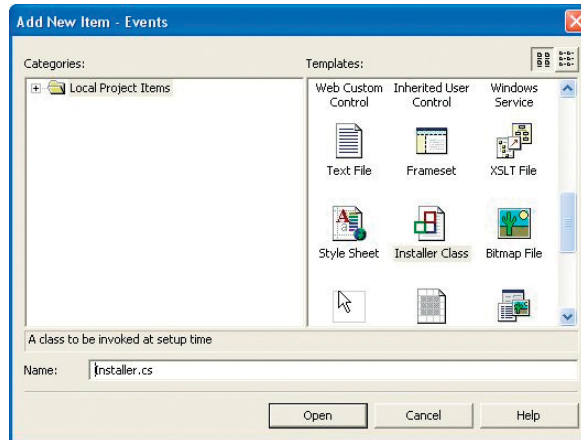 Add New Item - Events
Categories:
Templates:
Local Project Items
Web Custom Control
Inherited User Control
Windows Service
Text File
Frameset
XSLT File
Style Sheet
Installer Class
Bitmap File
A class to be invoked at setup time
Name:
Installer.cs
Open
Cancel
Help